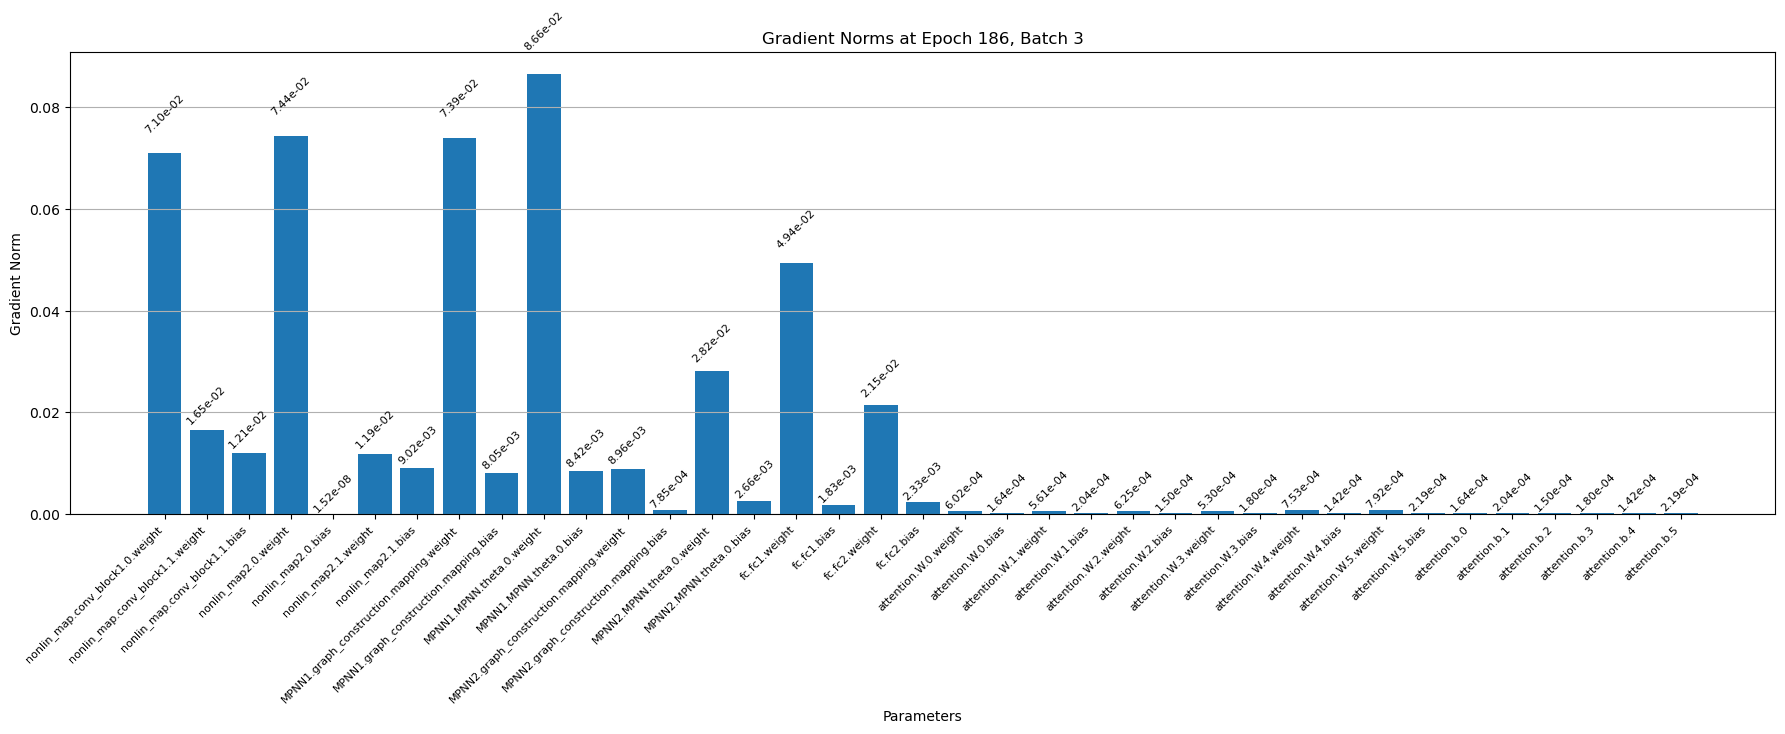 Gradient Norms at Epoch 186, Batch 3
Gradient Norm
0.08
0.06
0.04
0.02
0.00
7.10e-02
1.65e-02
1.21e-02
7.44e-02
1.52e-08
1.19e-02
9.02e-03
7.39e-02
8.05e-03
8.66e-02
8.42e-03
8.96e-03
7.85e-04
2.82e-02
2.66e-03
4.94e-02
1.83e-03
2.15e-02
2.33e-03
6.02e-04
1.64e-04
5.61e-04
2.04e-04
6.25e-04
1.50e-04
5.30e-04
1.80e-04
7.53e-04
1.42e-04
7.92e-04
2.19e-04
1.64e-04
2.04e-04
1.50e-04
1.80e-04
1.42e-04
2.19e-04
nonlin_map.conv_block1.0.weight
nonlin_map.conv_block1.1.weight
nonlin_map.conv_block1.1.bias
nonlin_map2.0.weight
nonlin_map2.0.bias
nonlin_map2.1.weight
nonlin_map2.1.bias
MPNN1.graph_construction.mapping.weight
MPNN1.graph_construction.mapping.bias
MPNN1.MPNN.theta.0.weight
MPNN1.MPNN.theta.0.bias
MPNN2.graph_construction.mapping.weight
MPNN2.graph_construction.mapping.bias
MPNN2.MPNN.theta.0.weight
MPNN2.MPNN.theta.0.bias
fc.fc1.weight
fc.fc1.bias
fc.fc2.weight
fc.fc2.bias
attention.W.0.weight
attention.W.0.bias
attention.W.1.weight
attention.W.1.bias
attention.W.2.weight
attention.W.2.bias
attention.W.3.weight
attention.W.3.bias
attention.W.4.weight
attention.W.4.bias
attention.W.5.weight
attention.W.5.bias
attention.b.0
attention.b.1
attention.b.2
attention.b.3
attention.b.4
attention.b.5
Parameters